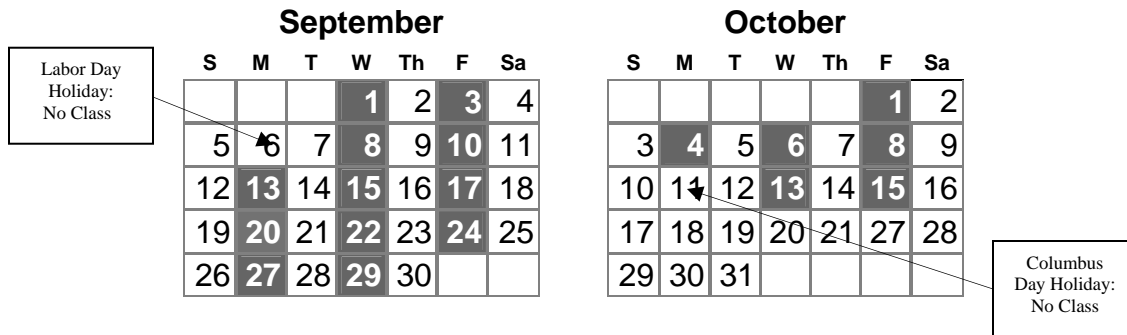 September
October
Labor Day
Holiday:
No Class
S M T W Th F Sa
1 2 3 4
5 6 7 8 9 10 11
12 13 14 15 16 17 18
19 20 21 22 23 24 25
26 27 28 29 30
S M T W Th F Sa
1 2
3 4 5 6 7 8 9
10 11 12 13 14 15 16
17 18 19 20 21 27 28
29 30 31
Columbus
Day Holiday:
No Class